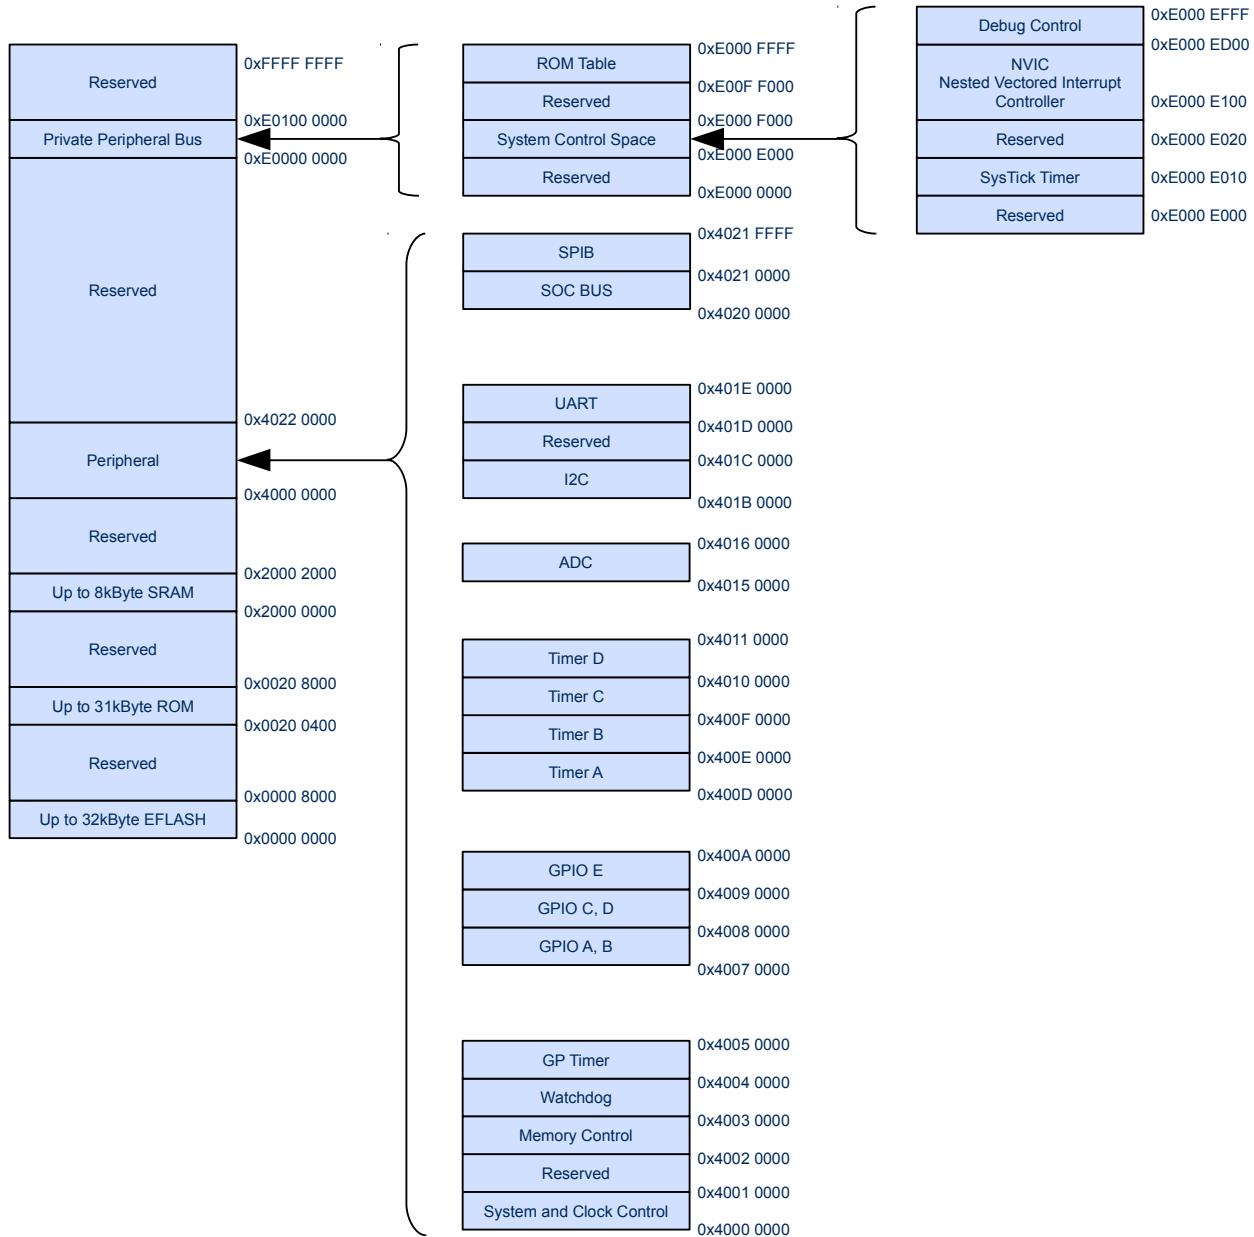 Reserved
0xFFFF FFFF
0xE0100 0000
Private Peripheral Bus
0xE0000 0000
Reserved
0x4022 0000
Peripheral
0x4000 0000
Reserved
0x2000 2000
Up to 8kByte SRAM
0x2000 0000
Reserved
0x0020 8000
Up to 31kByte ROM
0x0020 0400
Reserved
0x0000 8000
Up to 32kByte EFLASH
0x0000 0000
0xE000 FFFF
ROM Table
0xE00F F000
Reserved
0xE000 F000
System Control Space
0xE000 E000
Reserved
0xE000 0000
0x4021 FFFF
SPIB
0x4021 0000
SOC BUS
0x4020 0000
0x401E 0000
UART
0x401D 0000
Reserved
0x401C 0000
I2C
0x401B 0000
0x4016 0000
ADC
0x4015 0000
0x4011 0000
Timer D
0x4010 0000
Timer C
0x400F 0000
Timer B
0x400E 0000
Timer A
0x400D 0000
0x400A 0000
GPIO E
0x4009 0000
GPIO C, D
0x4008 0000
GPIO A, B
0x4007 0000
0x4005 0000
GP Timer
0x4004 0000
Watchdog
0x4003 0000
Memory Control
0x4002 0000
Reserved
0x4001 0000
System and Clock Control
0x4000 0000
0xE000 EFFF
Debug Control
0xE000 ED00
NVIC
Nested Vectored Interrupt
Controller
0xE000 E100
Reserved
0xE000 E020
SysTick Timer
0xE000 E010
Reserved
0xE000 E000